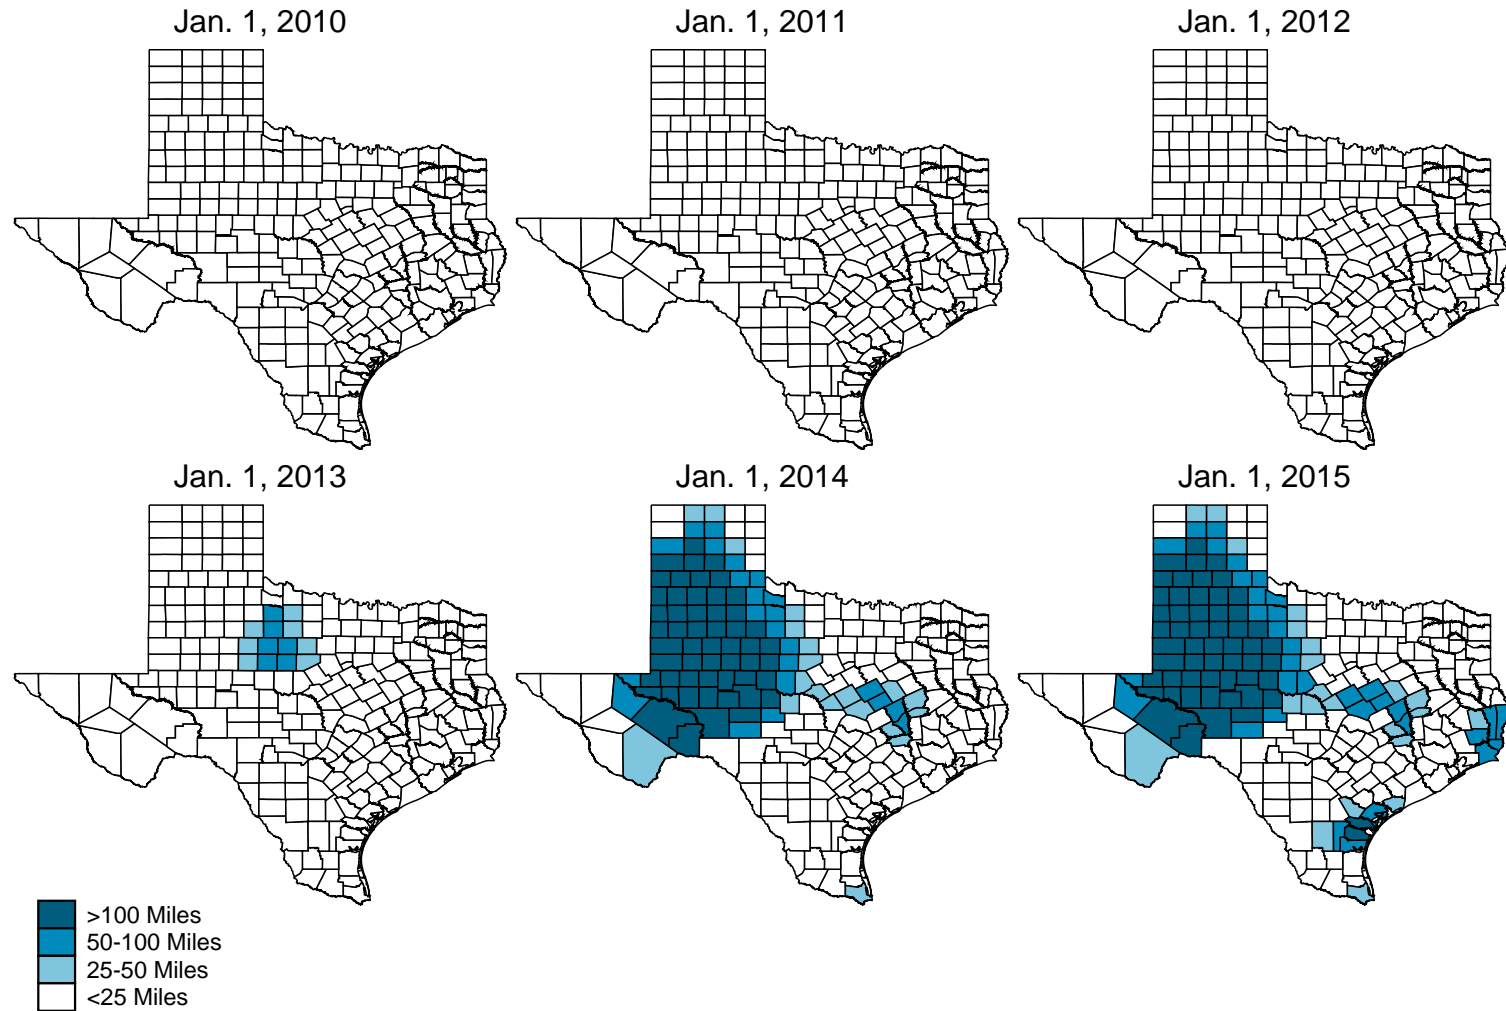 Jan. 1, 2010
Jan. 1, 2011
Jan. 1, 2012
Jan. 1, 2013
Jan. 1, 2014
Jan. 1, 2015
>100 Miles
50-100 Miles
25-50 Miles
<25 Miles